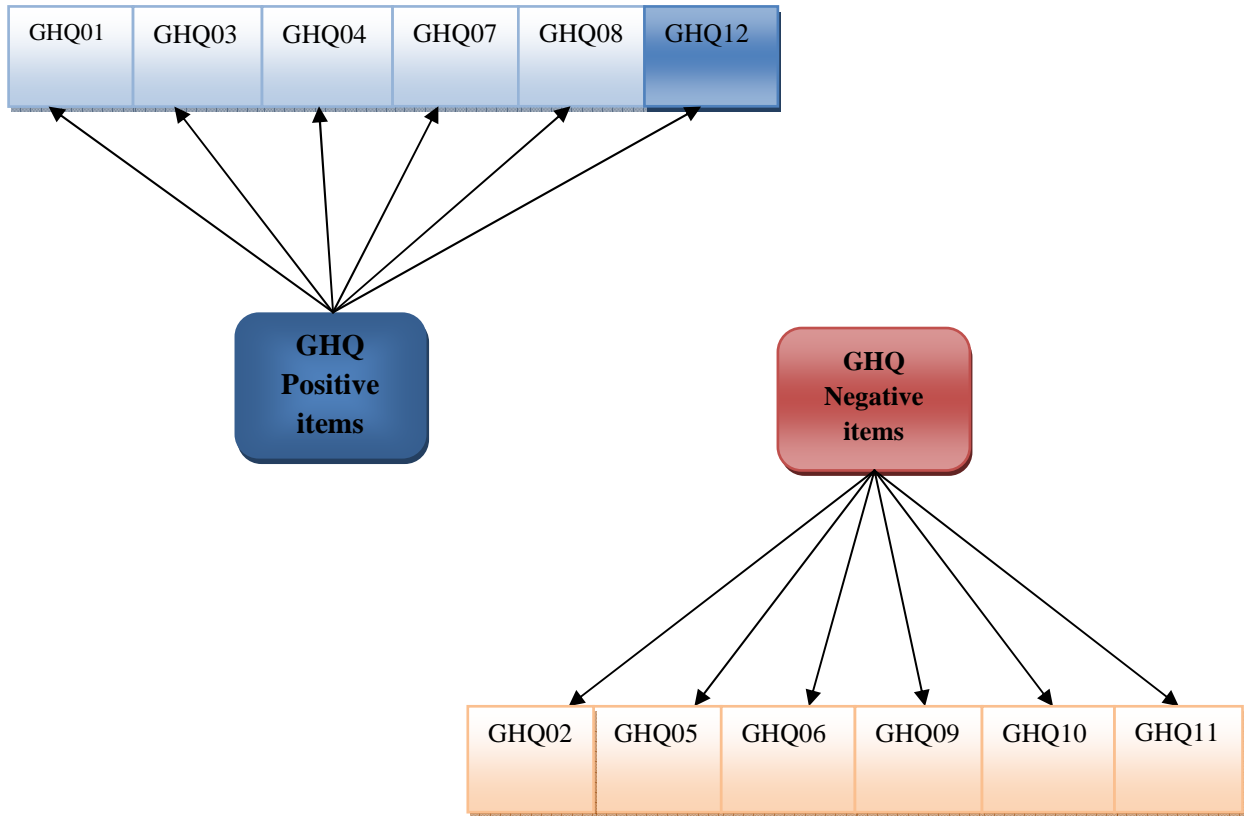 GHQ01 GHQ03 GHQ04 GHQ07 GHQ08 GHQ12
GHQ
Positive
items
GHQ
Negative
items
GHQ02 GHQ05 GHQ06 GHQ09 GHQ10 GHQ11